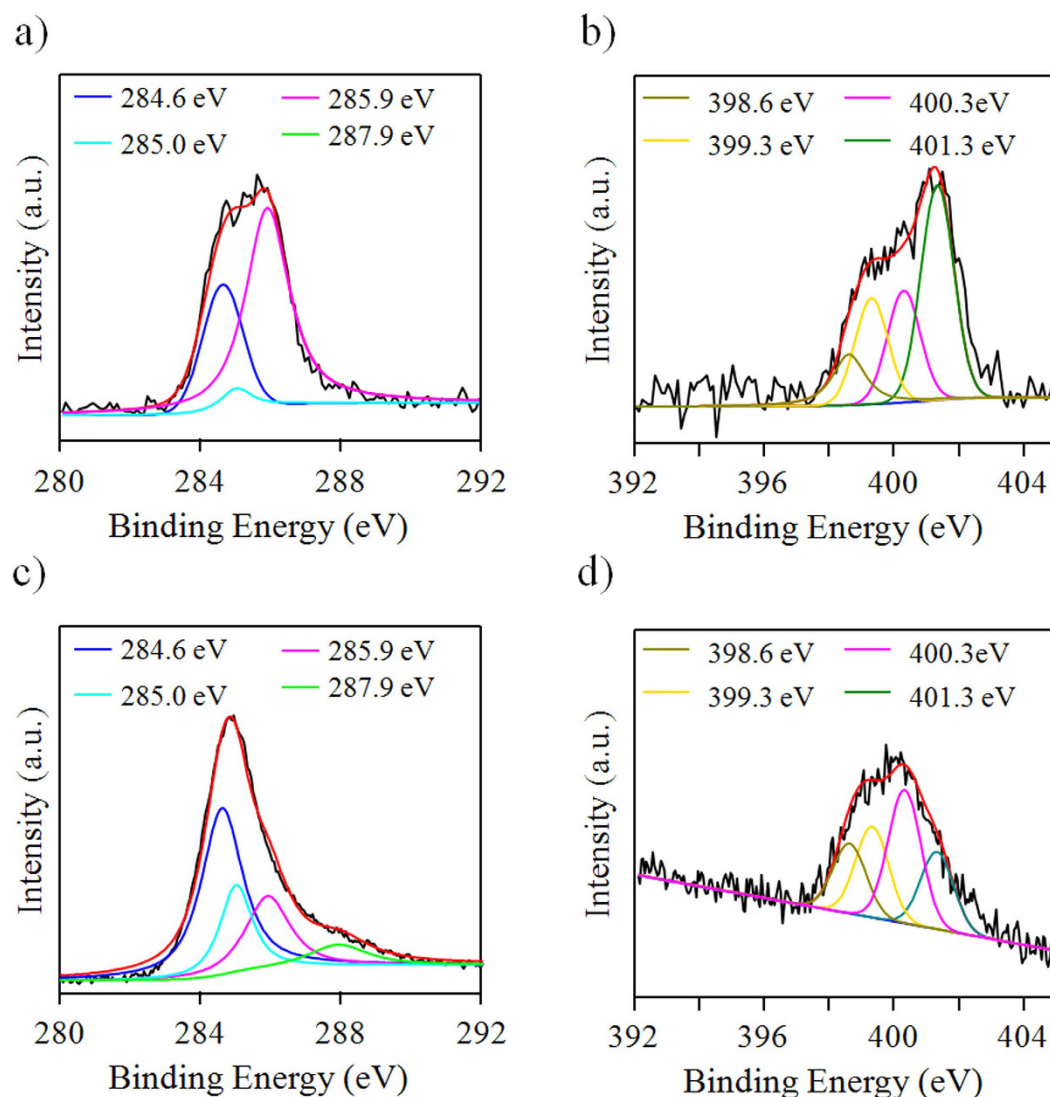 a)
284.6 eV
285.9 eV
285.0 eV
287.9 eV
Intensity (a.u.)
280 284 288 292
Binding Energy (eV)
b)
398.6 eV
400.3eV
399.3 eV
401.3 eV
Intensity (a.u.)
392 396 400 404
Binding Energy (eV)
c)
284.6 eV
285.9 eV
285.0 eV
287.9 eV
Intensity (a.u.)
280 284 288 292
Binding Energy (eV)
d)
398.6 eV
400.3eV
399.3 eV
401.3 eV
Intensity (a.u.)
392 396 400 404
Binding Energy (eV)